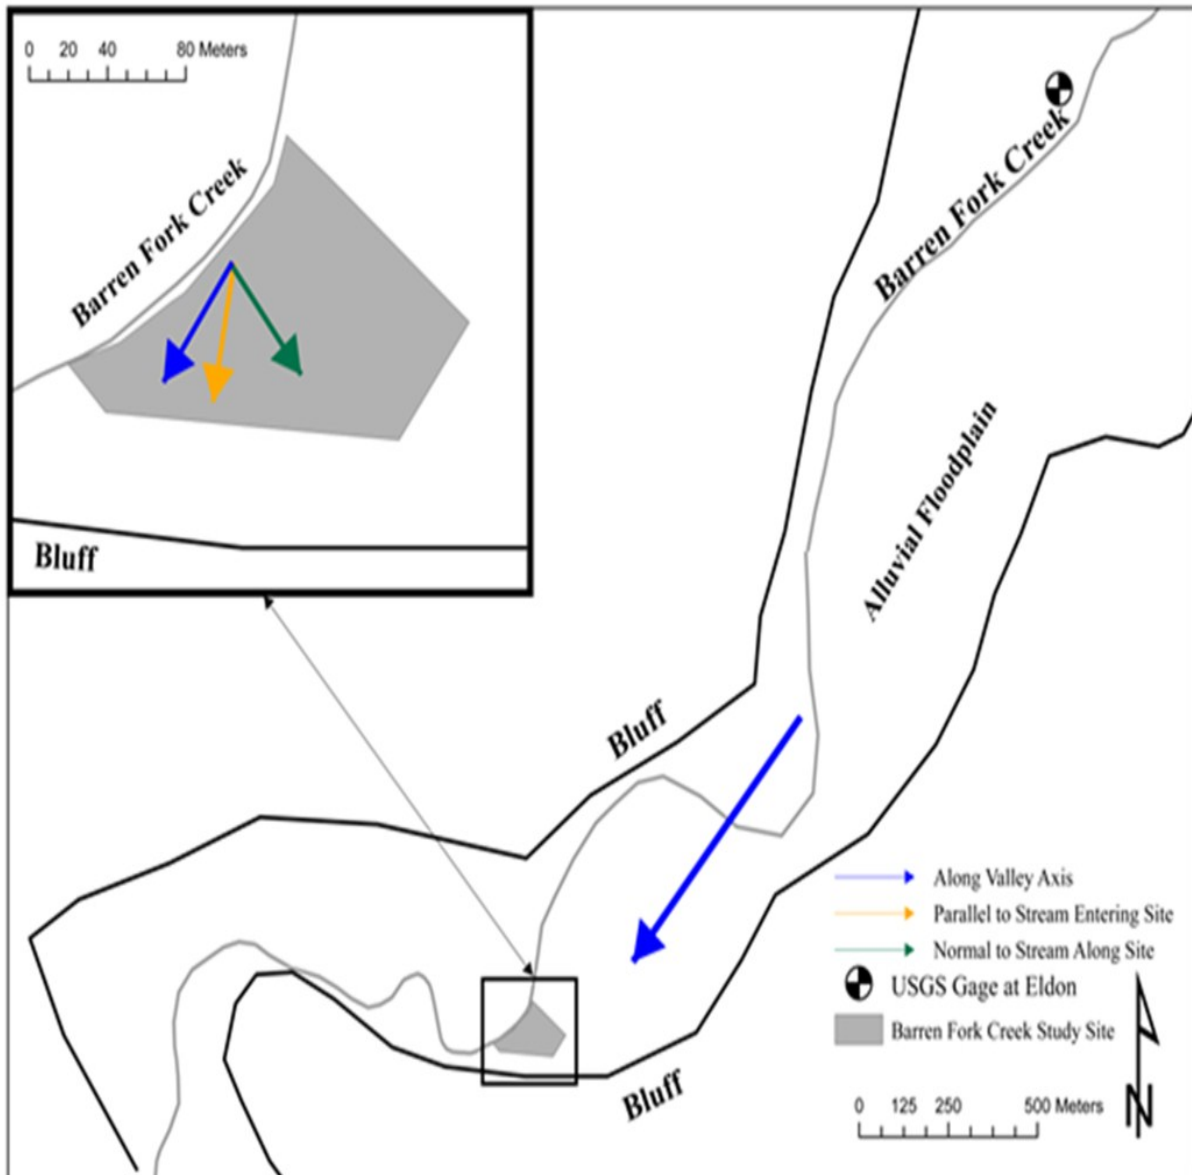 0 20 40 80 Meters
Barren Fork Creek
Bluff
Barren Fork Creek
Alluvial Floodplain
Bluff
Along Valley Axis
Parallel to Stream Entering Site
Normal to Stream Along Site
USGS Gage at Eldon
Barren Fork Creek Study Site
Bluff
0 125 250 500 Meters
N